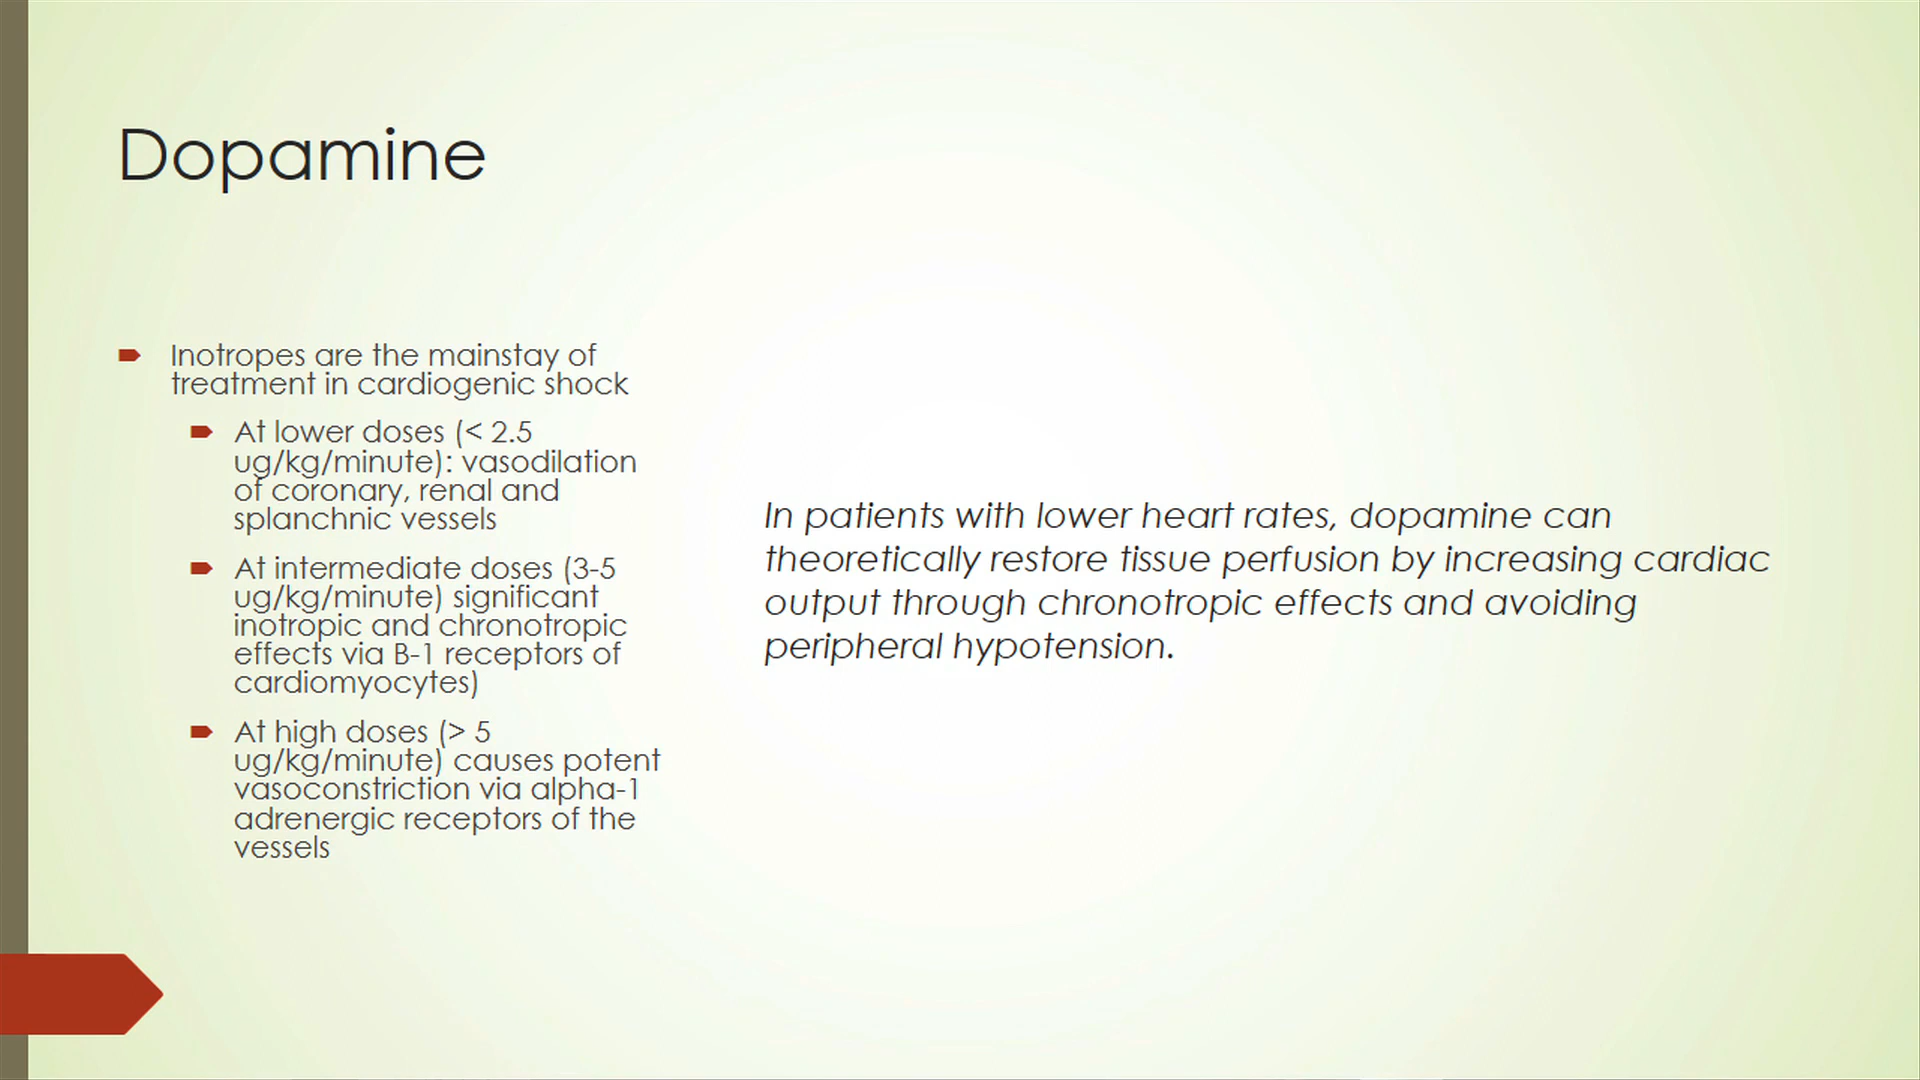 Dopamine
Inotropes are the mainstay of
treatment in cardiogenic shock
At lower doses (< 2.5
ug/kg/minute): vasodilation
of coronary, renal and
splanchnic vessels
At intermediate doses (3-5
ug/kg/minute) significant
inotropic and chronotropic
effects via B-1 receptors of
cardiomyocytes)
At high doses (> 5
ug/kg/minute) causes potent
vasoconstriction via alpha-1
adrenergic receptors of the
vessels
In patients with lower heart rates, dopamine can
theoretically restore tissue perfusion by increasing cardiac
output through chronotropic effects and avoiding
peripheral hypotension.